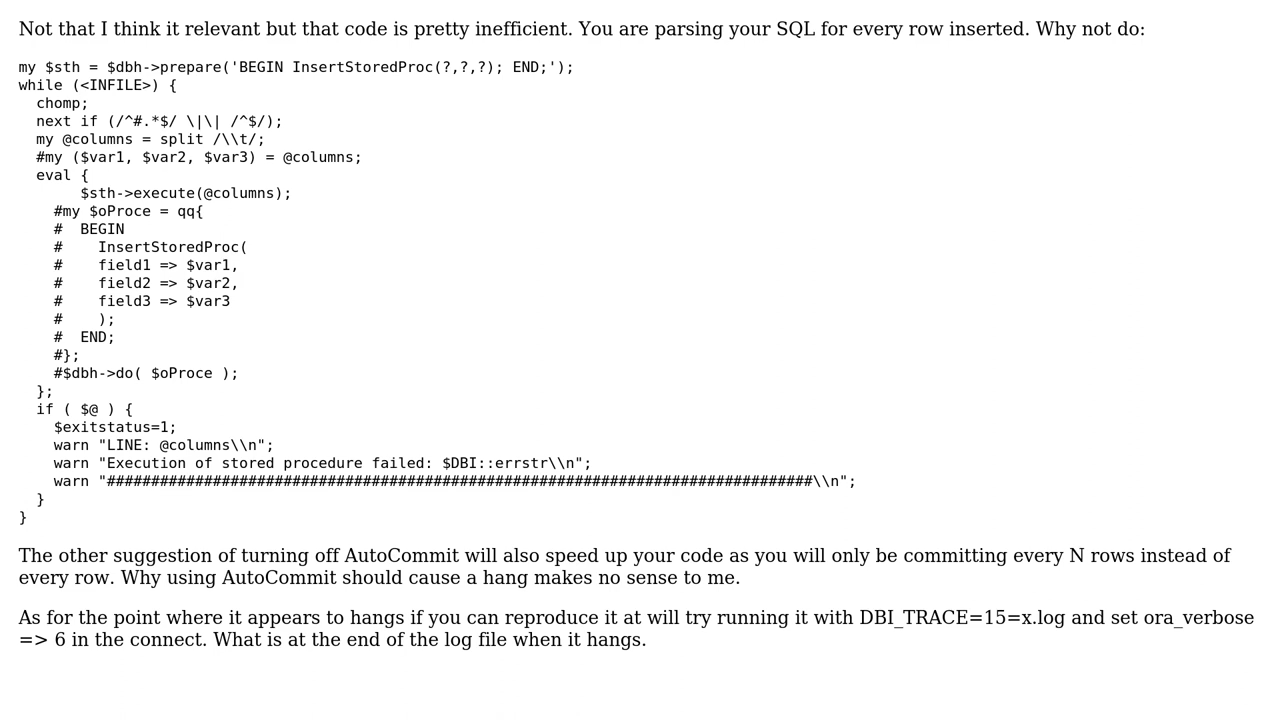 Not that I think it relevant but that code is pretty inefficient. You are parsing your SQL for every row inserted. Why not do:
my $sth = $dbh->prepare('BEGIN InsertStoredProc(?,?,?); END;');
while (<INFILE>) {
  chomp;
  next if (/^#.*$/ \|\| /^$/);
  my @columns = split /\\t/;
  #my ($var1, $var2, $var3) = @columns;
  eval {
       $sth->execute(@columns);
    #my $oProce = qq{
    #  BEGIN
    #    InsertStoredProc(
    #    field1 => $var1,
    #    field2 => $var2,
    #    field3 => $var3
    #    );
    #  END;
    #};
    #$dbh->do( $oProce );
  };
  if ( $@ ) {
    $exitstatus=1;
    warn "LINE: @columns\\n";
    warn "Execution of stored procedure failed: $DBI::errstr\\n";
    warn "################################################################################\\n";
  }
}
The other suggestion of turning off AutoCommit will also speed up your code as you will only be committing every N rows instead of
every row. Why using AutoCommit should cause a hang makes no sense to me.
As for the point where it appears to hangs if you can reproduce it at will try running it with DBI_TRACE=15=x.log and set ora_verbose
=> 6 in the connect. What is at the end of the log file when it hangs.